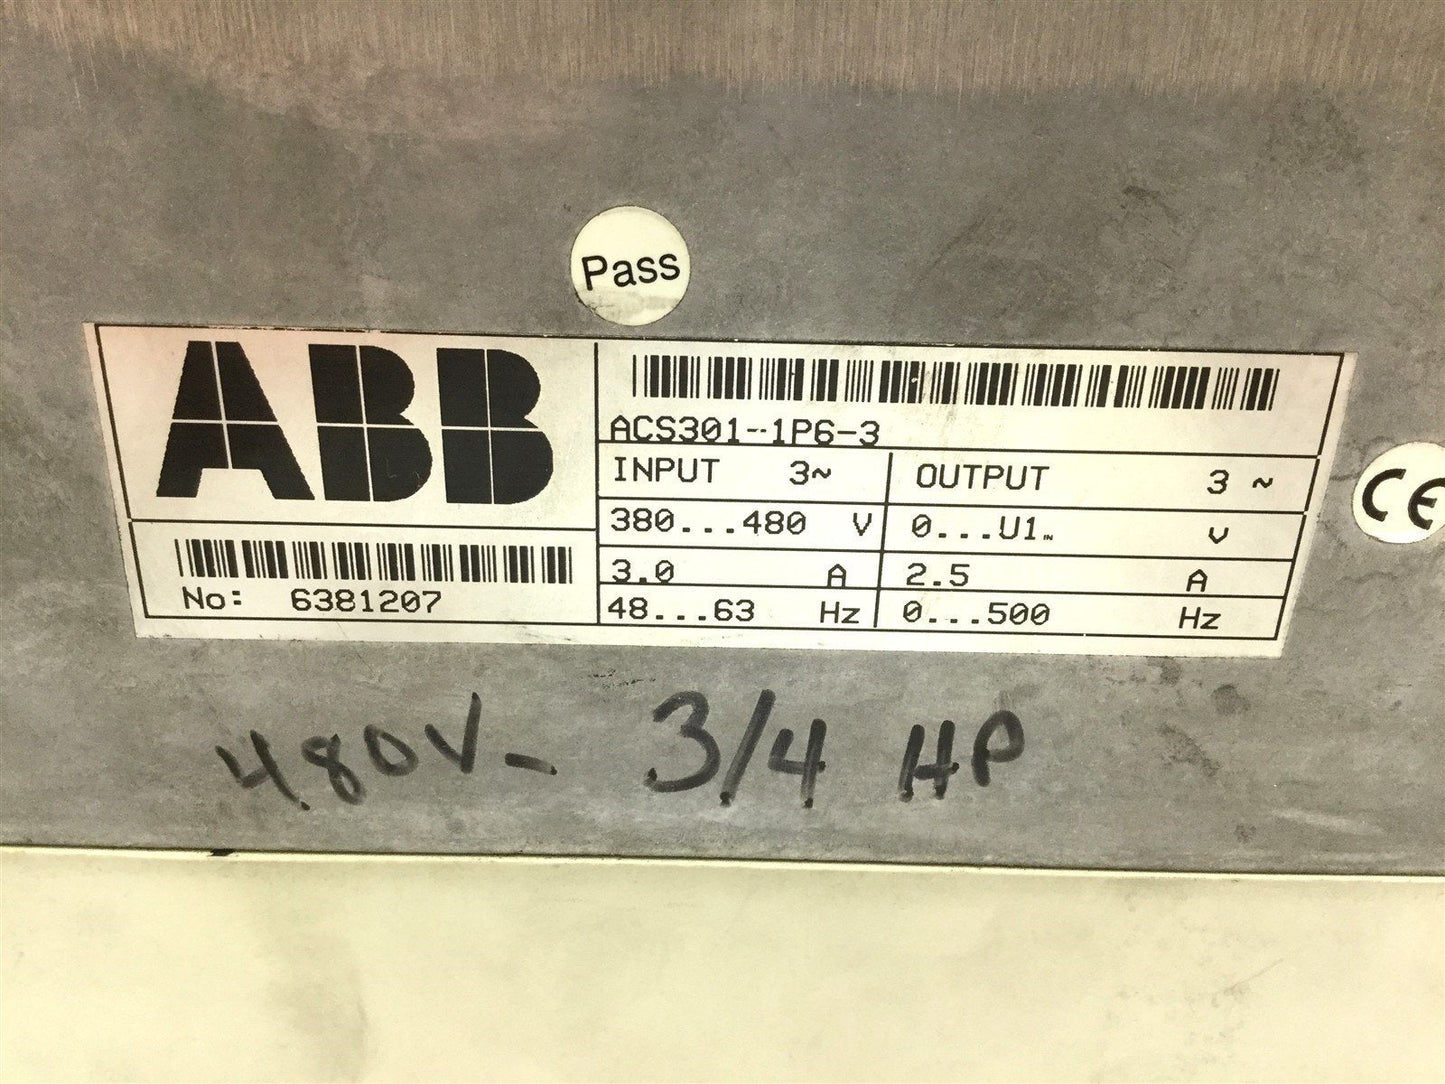 Pass
ABB
ACS301--1P6-3
INPUT 3~ OUTPUT 3 ~
380...480 V 0...U1IN V
3.0 A 2.5 A
48...63 Hz 0...500 Hz
No: 6381207
CE
480V - 3/4 HP